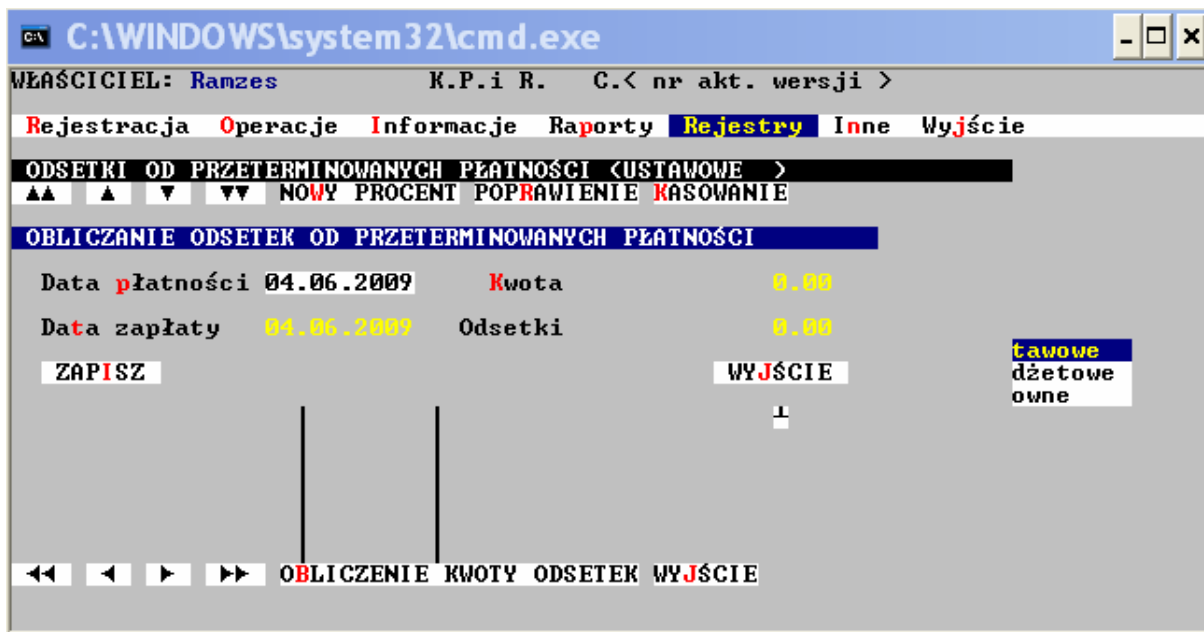 C:\WINDOWS\system32\cmd.exe
WŁAŚCICIEL: Ramzes K.P.i R. C.< nr akt. wersji >
Rejestracja Operacje Informacje Raporty Rejestry Inne Wyjście
ODSETKI OD PRZETERMINOWANYCH PŁATNOŚCI <USTAWOWE >
NOWY PROCENT POPRAWIENIE KASOWANIE
OBLICZANIE ODSETEK OD PRZETERMINOWANYCH PŁATNOŚCI
Data płatności 04.06.2009 Kwota 0.00
Data zapłaty 04.06.2009 Odsetki 0.00
tawowe
ZAPISZ WYJŚCIE dżetowe
owne
OBLICZENIE KWOTY ODSETEK WYJŚCIE